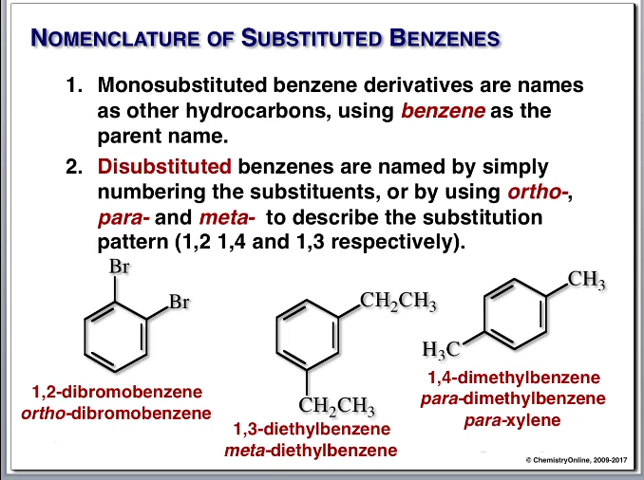 NOMENCLATURE OF SUBSTITUTED BENZENES
1. Monosubstituted benzene derivatives are names
as other hydrocarbons, using benzene as the
parent name.
2. Disubstituted benzenes are named by simply
numbering the substituents, or by using ortho-,
para- and meta- to describe the substitution
pattern (1,2 1,4 and 1,3 respectively).
Br
Br
1,2-dibromobenzene
ortho-dibromobenzene
CH₂CH₃
CH₂CH₃
1,3-diethylbenzene
meta-diethylbenzene
CH₃
H₃C
1,4-dimethylbenzene
para-dimethylbenzene
para-xylene
© ChemistryOnline, 2009-2017